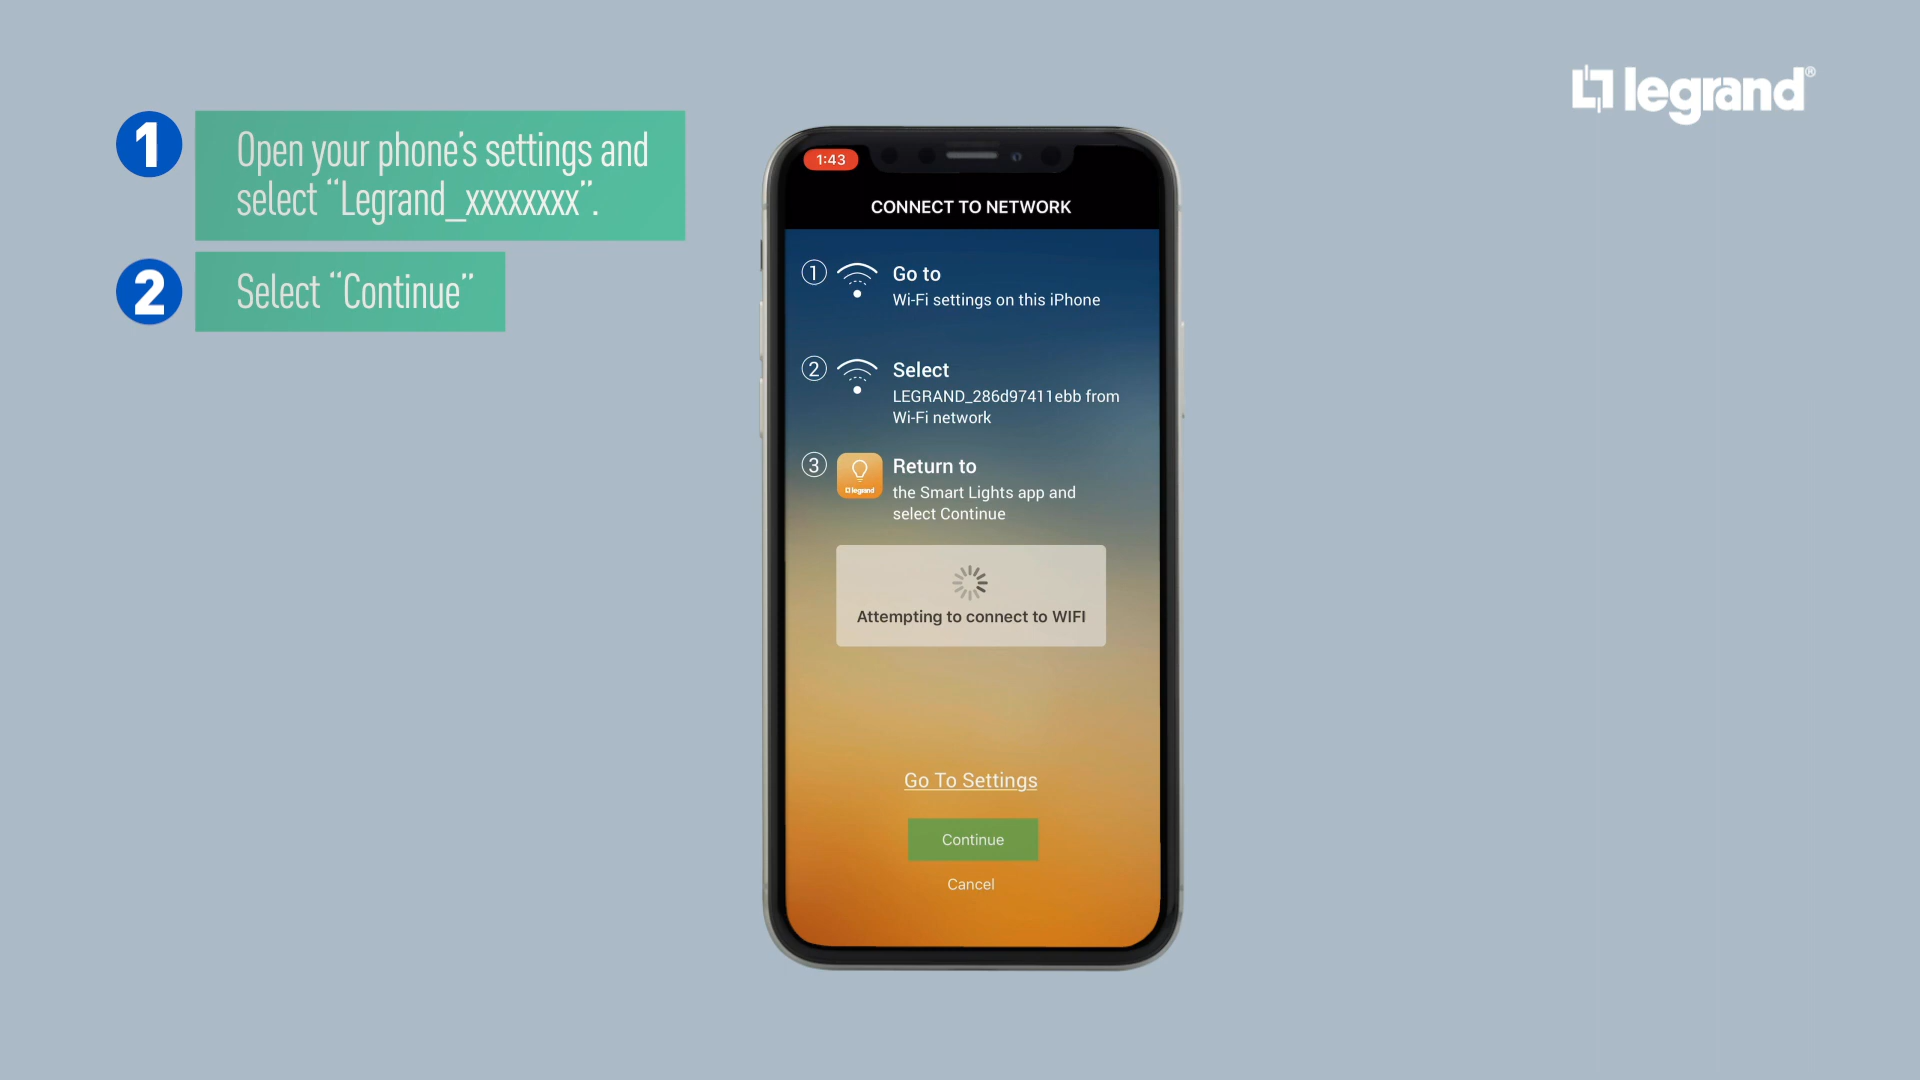 legrand®
1
Open your phone's settings and
select “Legrand_xxxxxxxx”.
2
Select “Continue”
1:43
CONNECT TO NETWORK
1
Go to
Wi-Fi settings on this iPhone
2
Select
LEGRAND_286d97411ebb from
Wi-Fi network
3
legrand
Return to
the Smart Lights app and
select Continue
Attempting to connect to WIFI
Go To Settings
Continue
Cancel